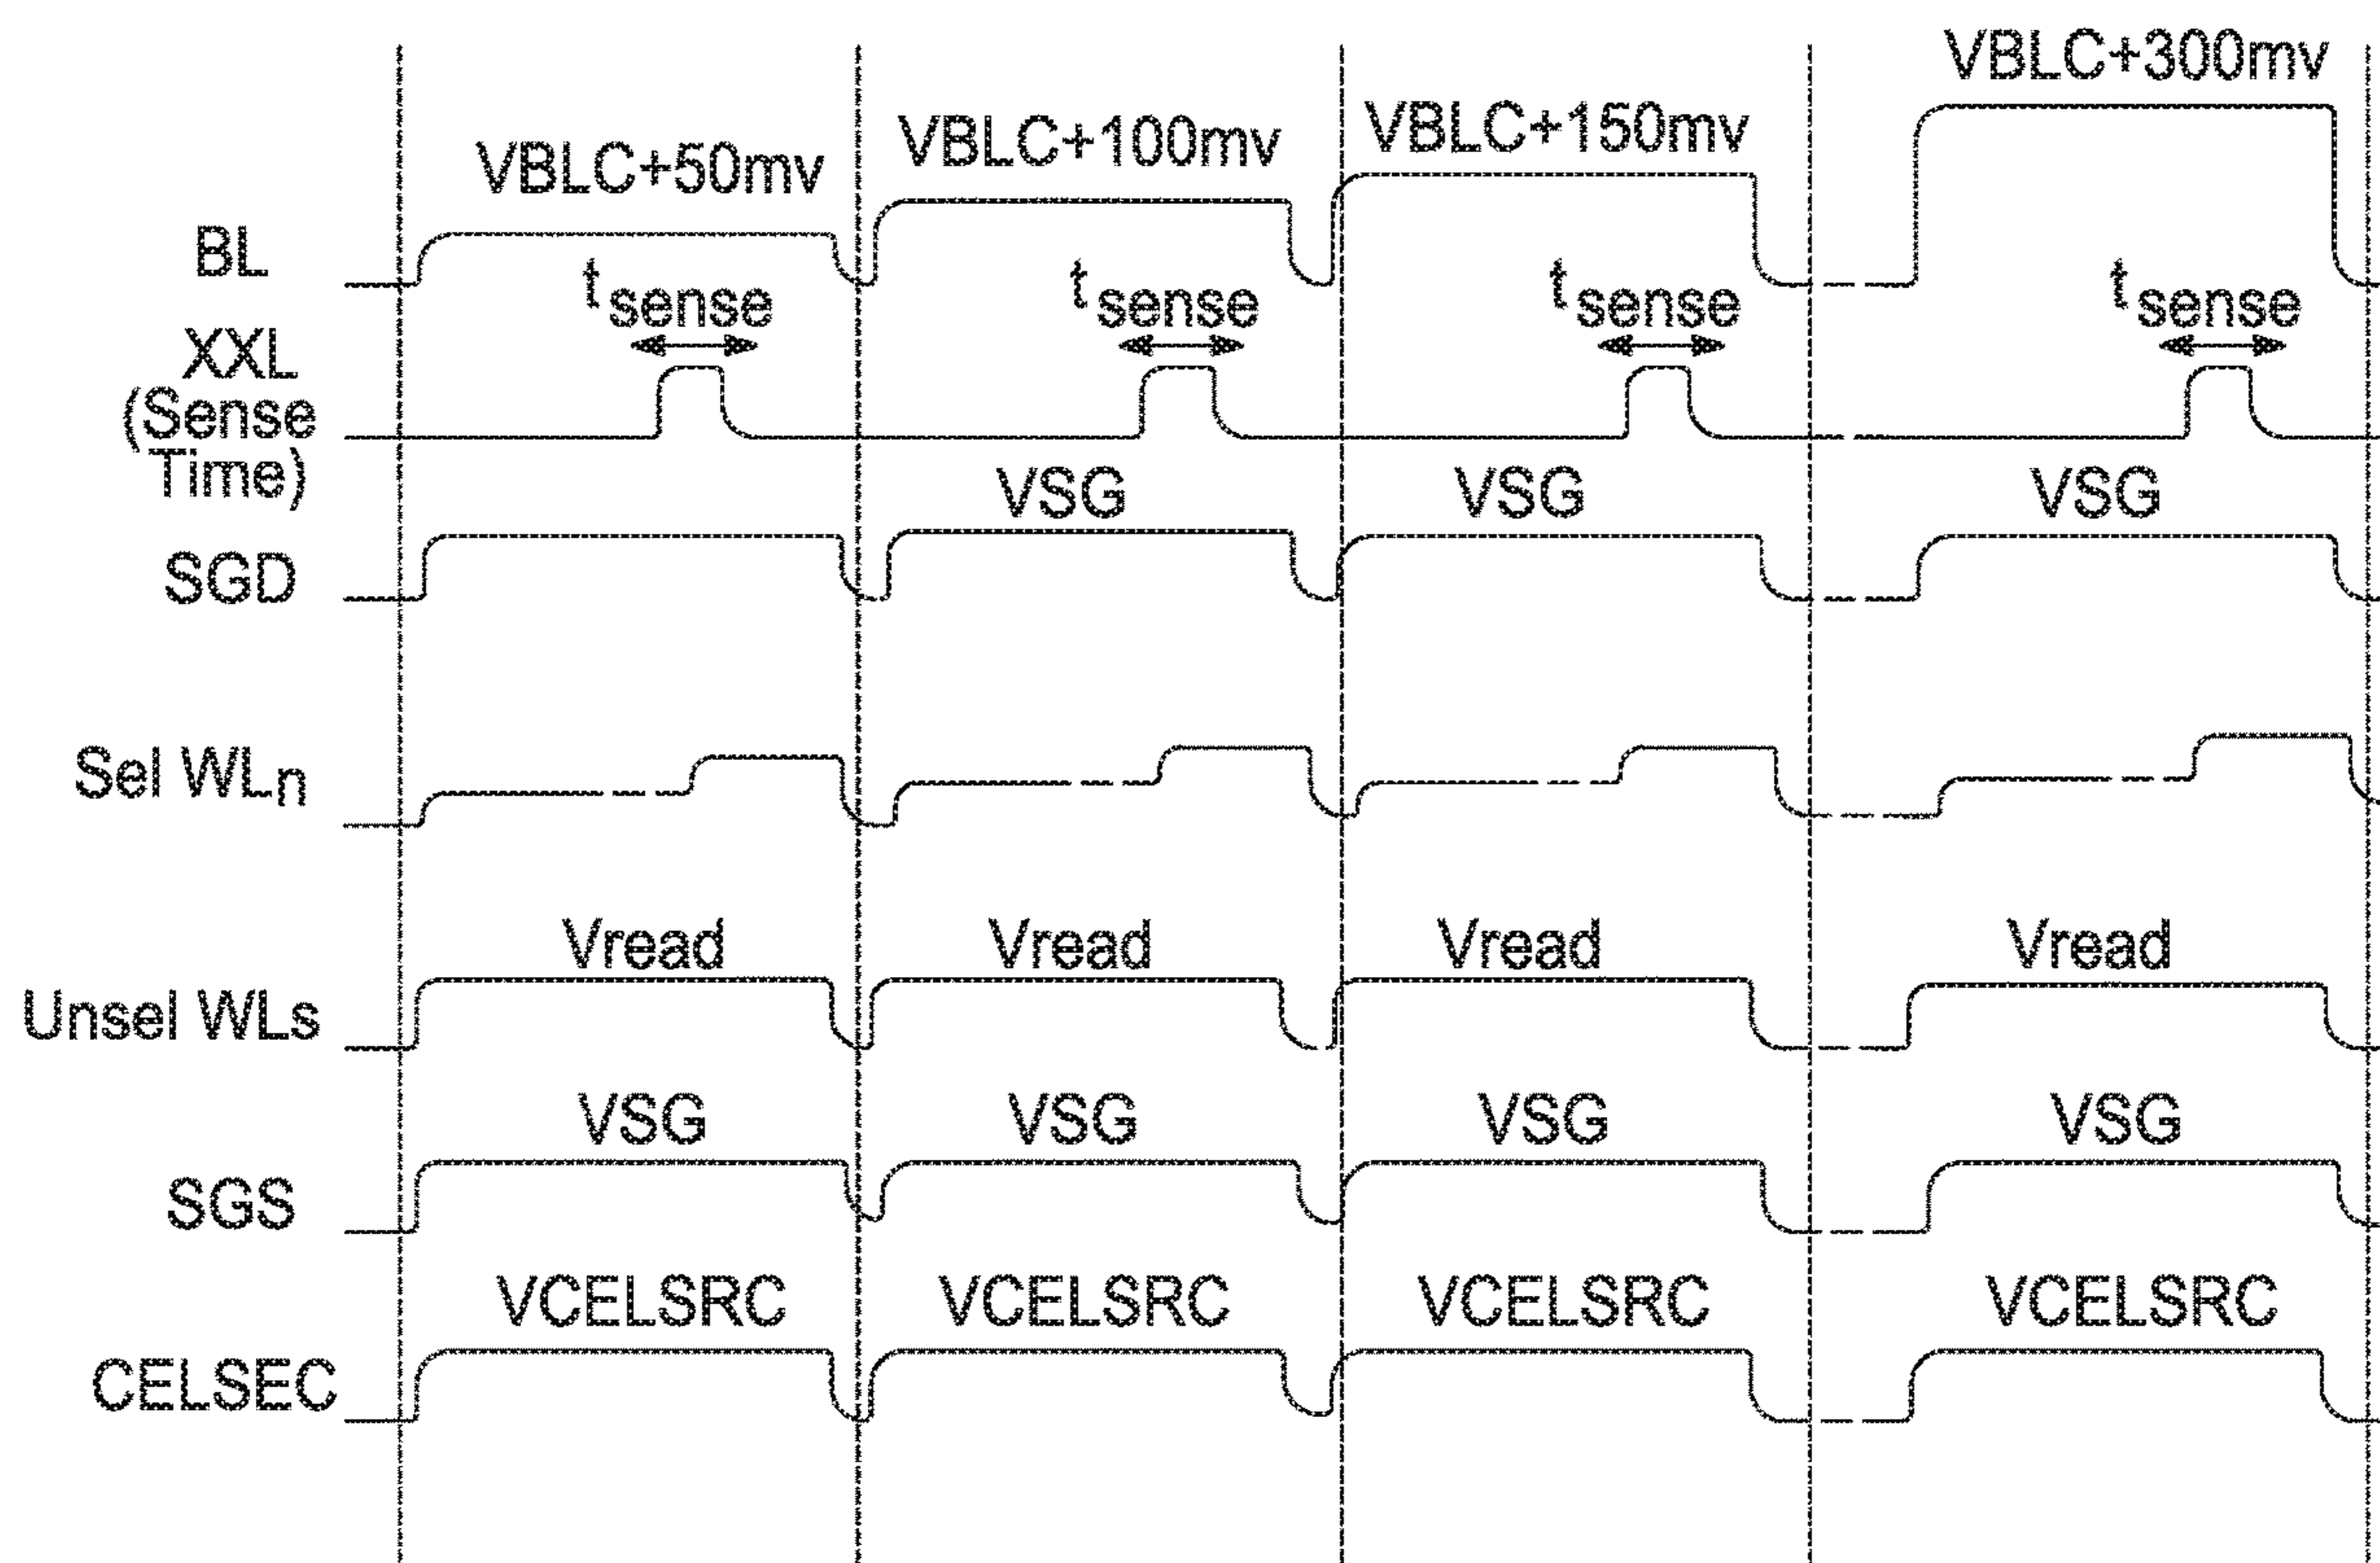 VBLC+50mv VBLC+100mv VBLC+150mv VBLC+300mv
BL
tsense tsense tsense tsense
XXL
(Sense
Time)
VSG VSG VSG
SGD
Sel WLn
Vread Vread Vread Vread
Unsel WLs
VSG VSG VSG VSG
SGS
VCELSRC VCELSRC VCELSRC VCELSRC
CELSEC